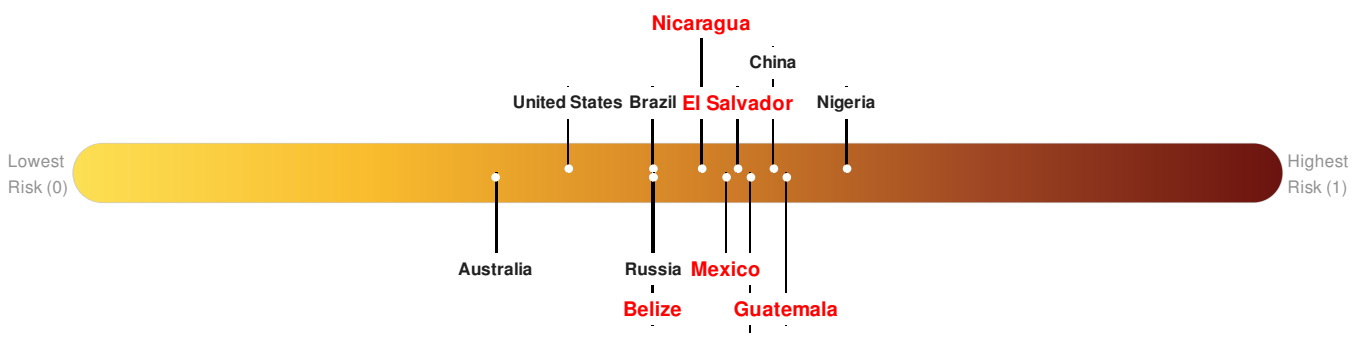 Nicaragua
China
United States Brazil El Salvador Nigeria
Lowest
Risk (0)
Highest
Risk (1)
Australia Russia Mexico
Belize Guatemala